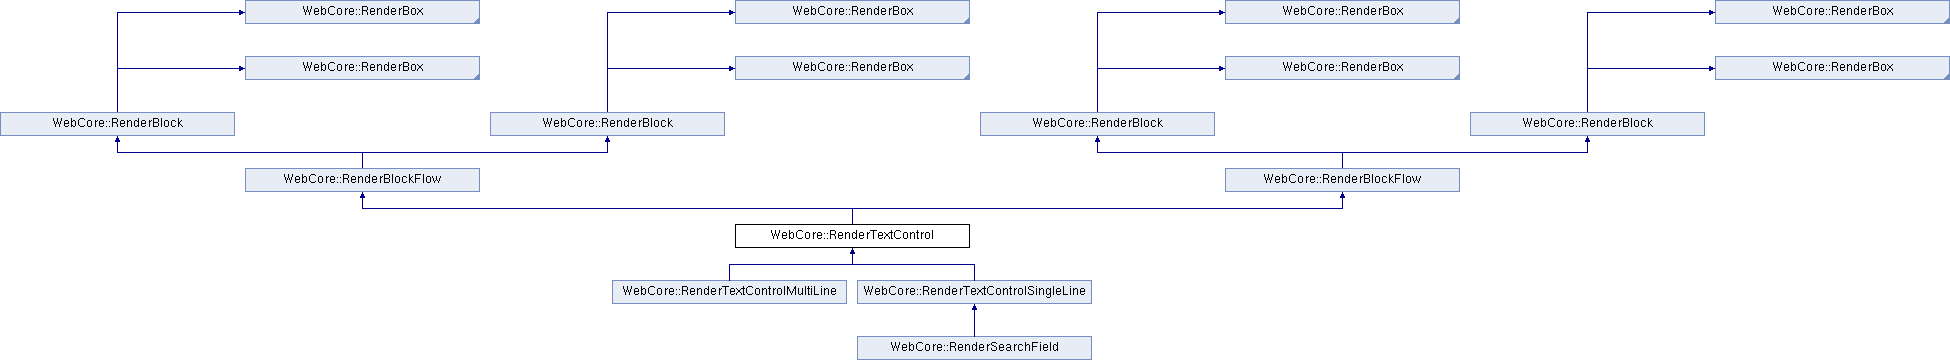 WebCore::RenderBox
WebCore::RenderBox
WebCore::RenderBox
WebCore::RenderBox
WebCore::RenderBox
WebCore::RenderBox
WebCore::RenderBox
WebCore::RenderBox
WebCore::RenderBlock
WebCore::RenderBlock
WebCore::RenderBlock
WebCore::RenderBlock
WebCore::RenderBlockFlow
WebCore::RenderBlockFlow
WebCore::RenderTextControl
WebCore::RenderTextControlMultiLine
WebCore::RenderTextControlSingleLine
WebCore::RenderSearchField